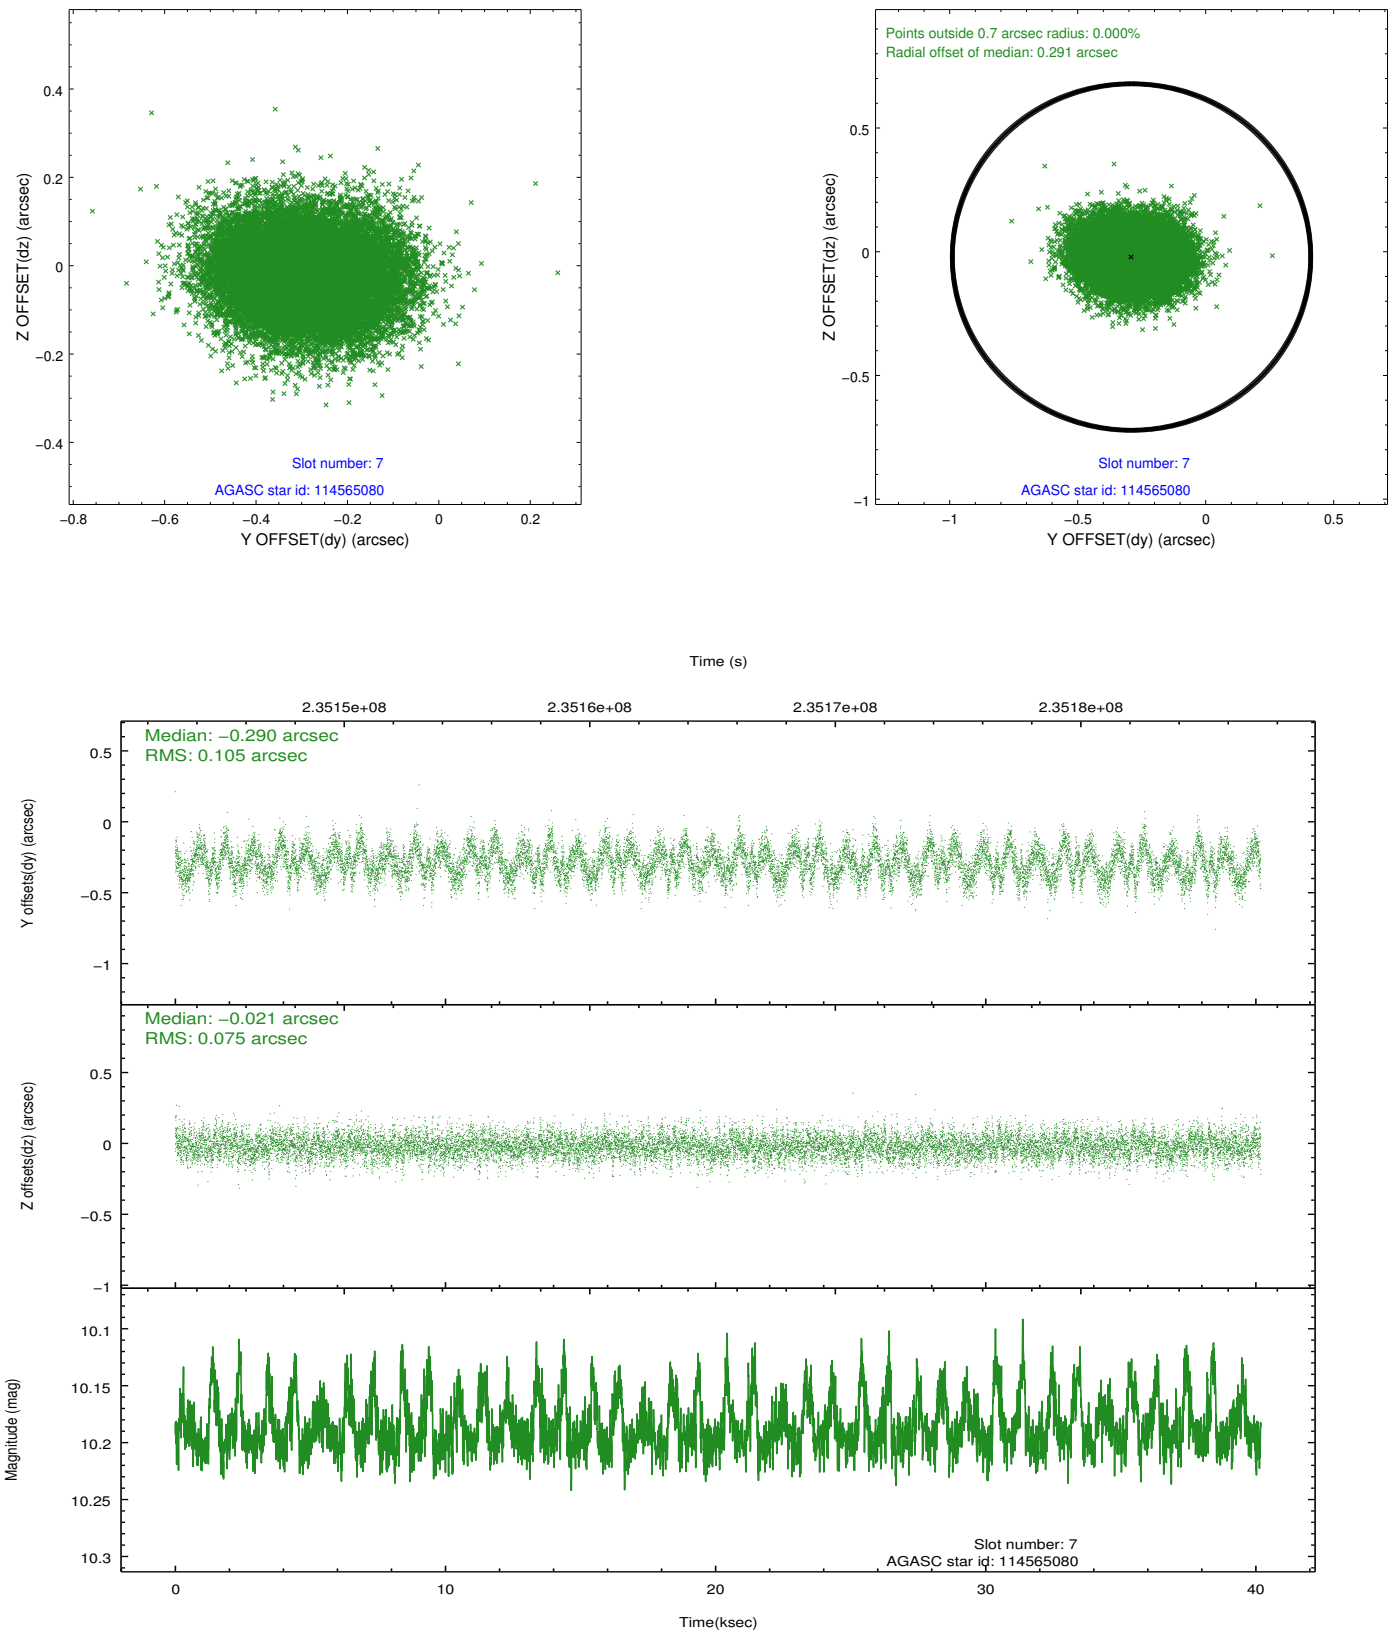 0.4
0.2
0
−0.2
−0.4
Z OFFSET(dz) (arcsec)
Slot number: 7
AGASC star id: 114565080
−0.8 −0.6 −0.4 −0.2 0 0.2
Y OFFSET(dy) (arcsec)
Points outside 0.7 arcsec radius: 0.000%
Radial offset of median: 0.291 arcsec
0.5
0
−0.5
−1
Z OFFSET(dz) (arcsec)
Slot number: 7
AGASC star id: 114565080
−1 −0.5 0 0.5
Y OFFSET(dy) (arcsec)
Time (s)
2.3515e+08 2.3516e+08 2.3517e+08 2.3518e+08
Median: −0.290 arcsec
RMS: 0.105 arcsec
0.5
0
−0.5
−1
Y offsets(dy) (arcsec)
Median: −0.021 arcsec
RMS: 0.075 arcsec
0.5
0
−0.5
−1
Z offsets(dz) (arcsec)
10.1
10.15
10.2
10.25
10.3
Magnitude (mag)
Slot number: 7
AGASC star id: 114565080
0 10 20 30 40
Time(ksec)